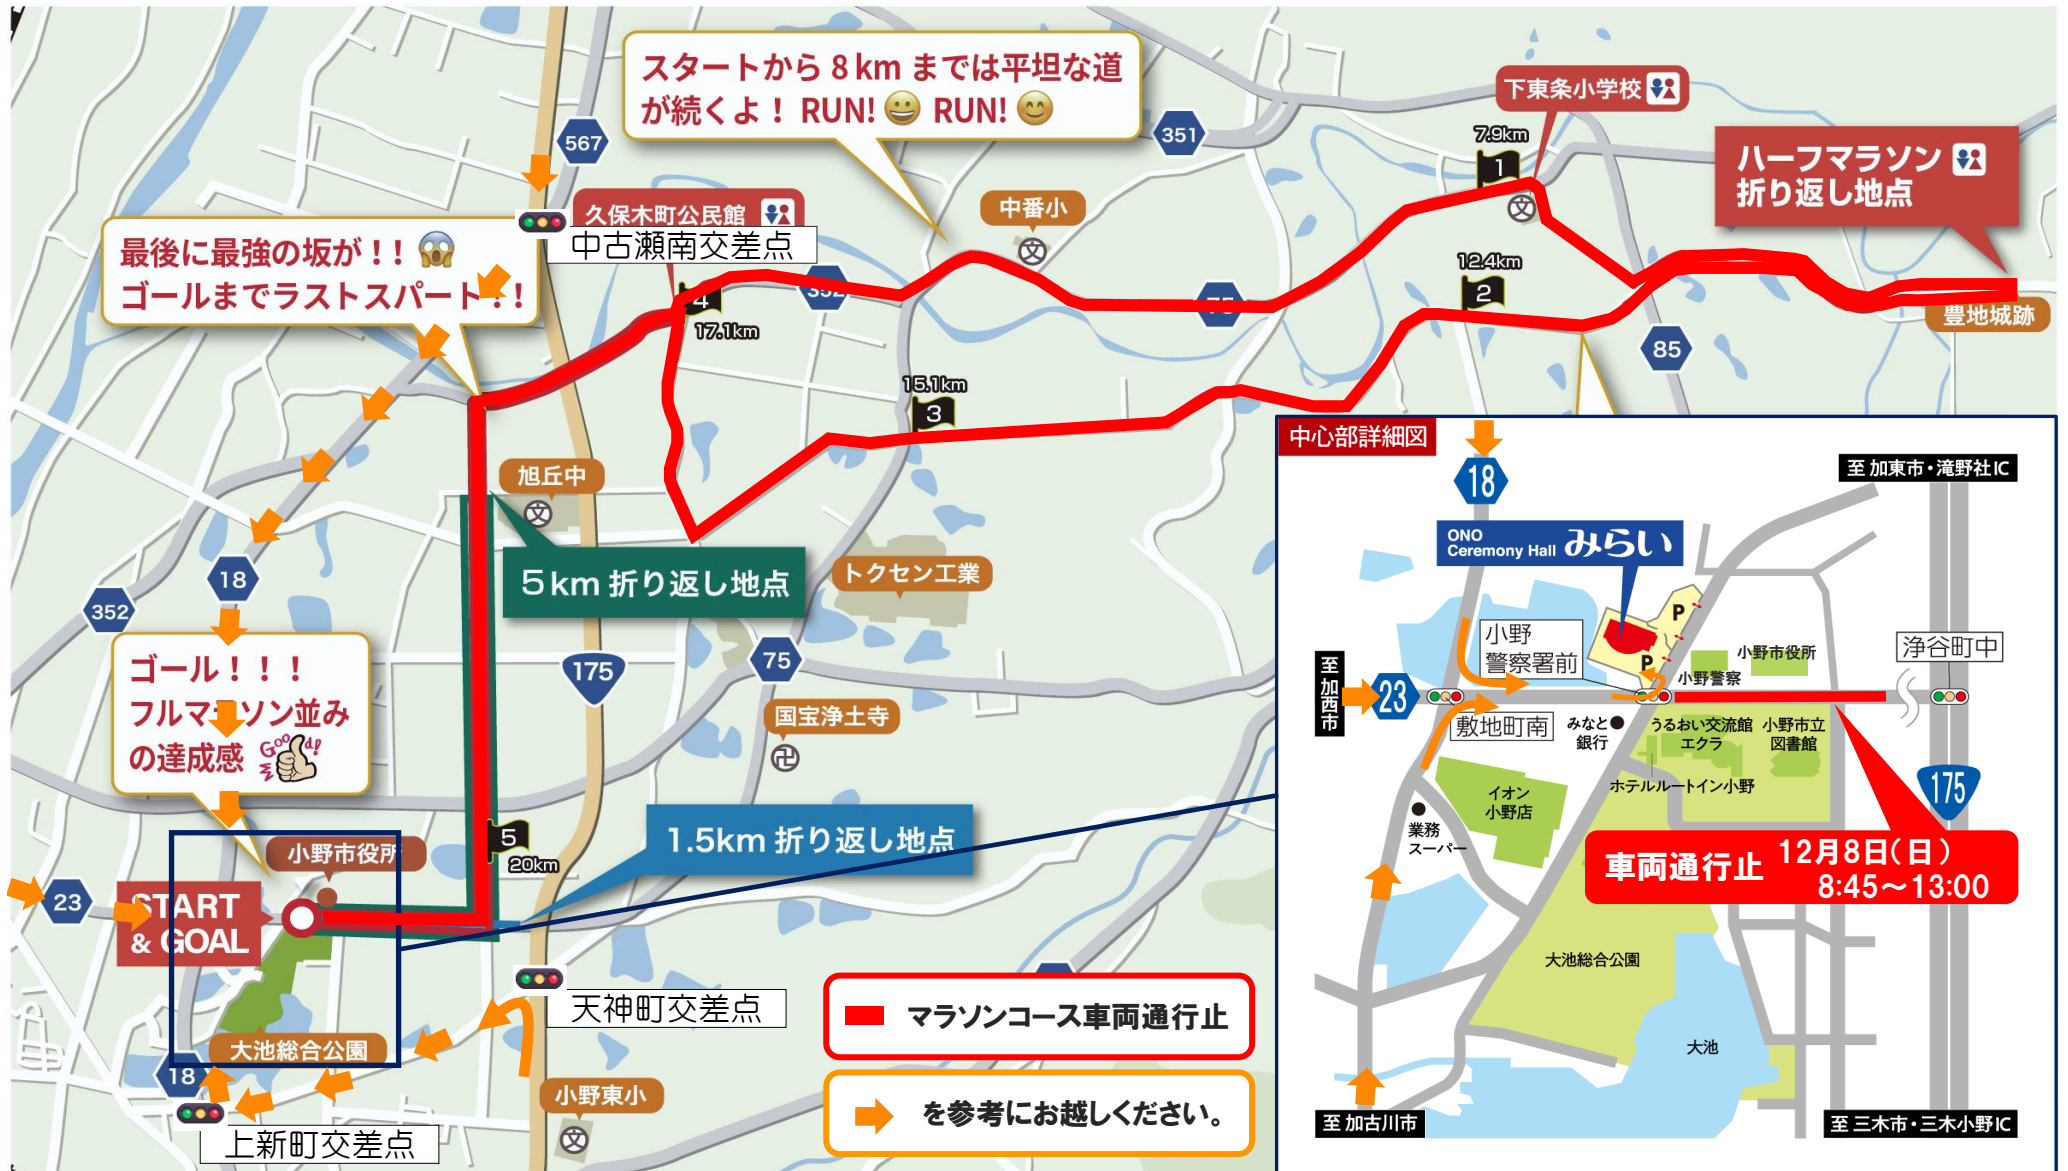 スタートから 8 km までは平坦な道
が続くよ！ RUN! RUN!
下東条小学校
7.9km
1
ハーフマラソン
折り返し地点
567
351
久保木町公民館
中古瀬南交差点
中番小
文
文
最後に最強の坂が！！
ゴールまでラストスパート！！
4
17.1km
352
75
12.4km
2
豊地城跡
85
15.1km
3
旭丘中
文
5km 折り返し地点
トクセン工業
18
352
175
75
ゴール！！！
フルマラソン並み
の達成感
Good!
国宝浄土寺
卍
5
20km
1.5km 折り返し地点
小野市役所
23
START
& GOAL
天神町交差点
大池総合公園
18
上新町交差点
小野東小
文
マラソンコース車両通行止
を参考にお越しください。
中心部詳細図
18
至 加東市・滝野社IC
ONO
Ceremony Hall みらい
P
P
小野
警察署前
小野市役所
小野警察
浄谷町中
至加西市
23
敷地町南
みなと
銀行
うるおい交流館
エクラ
小野市立
図書館
ホテルルートイン小野
イオン
小野店
業務
スーパー
175
車両通行止 12月8日(日)
8:45～13:00
大池総合公園
大池
至 加古川市
至 三木市・三木小野IC